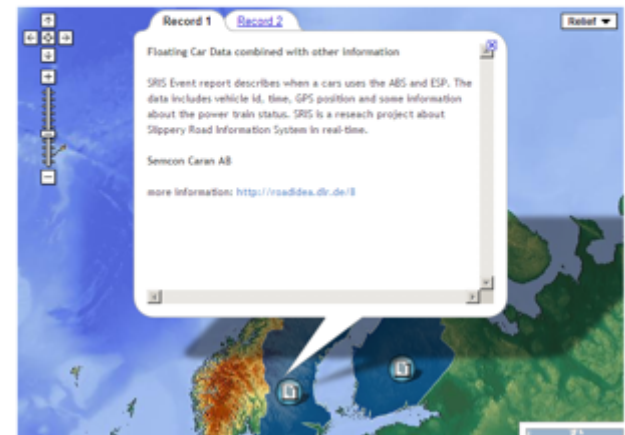 Record 1 Record 2
Relief
Floating Car Data combined with other information
SRIS Event report describes when a cars uses the ABS and ESP. The
data includes vehicle id, time, GPS position and some information
about the power train status. SRIS is a reseach project about
Slippery Road Information System in real-time.
Semcon Caran AB
more information: http://roadidea.dlr.de/8